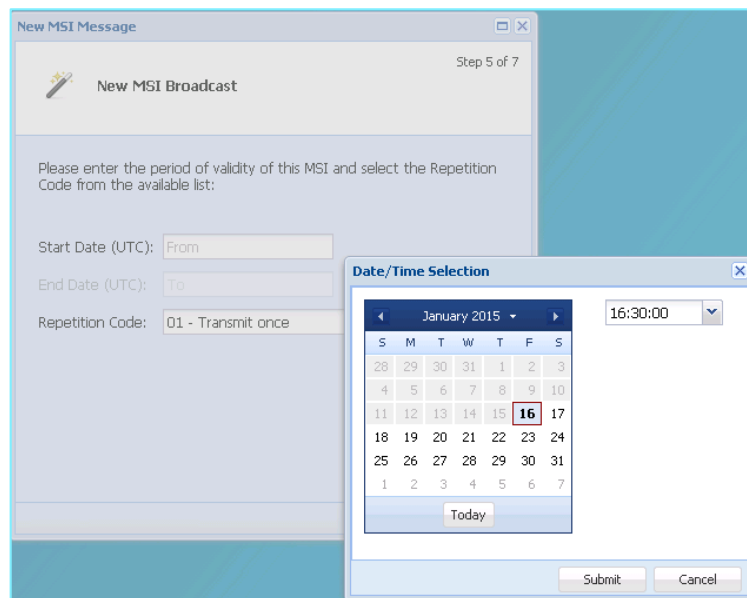 New MSI Message
Step 5 of 7
New MSI Broadcast
Please enter the period of validity of this MSI and select the Repetition
Code from the available list:
Start Date (UTC): From
End Date (UTC): To
Repetition Code: 01 - Transmit once
Date/Time Selection
January 2015
16:30:00
S M T W T F S
28 29 30 31 1 2 3
4 5 6 7 8 9 10
11 12 13 14 15 16 17
18 19 20 21 22 23 24
25 26 27 28 29 30 31
1 2 3 4 5 6 7
Today
Submit Cancel